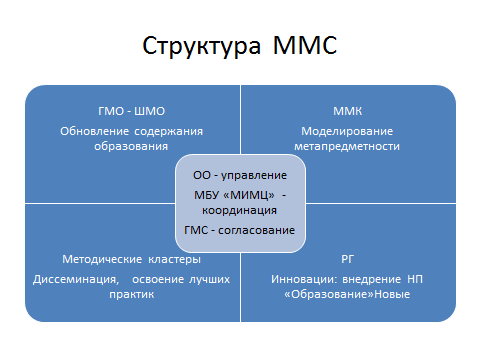 Структура ММС
ГМО - ШМО
Обновление содержания
образования
ММК
Моделирование
метапредметности
ОО - управление
МБУ «МИМЦ» -
координация
ГМС - согласование
Методические кластеры
Диссеминация, освоение лучших
практик
РГ
Инновации: внедрение НП
«Образование»Новые